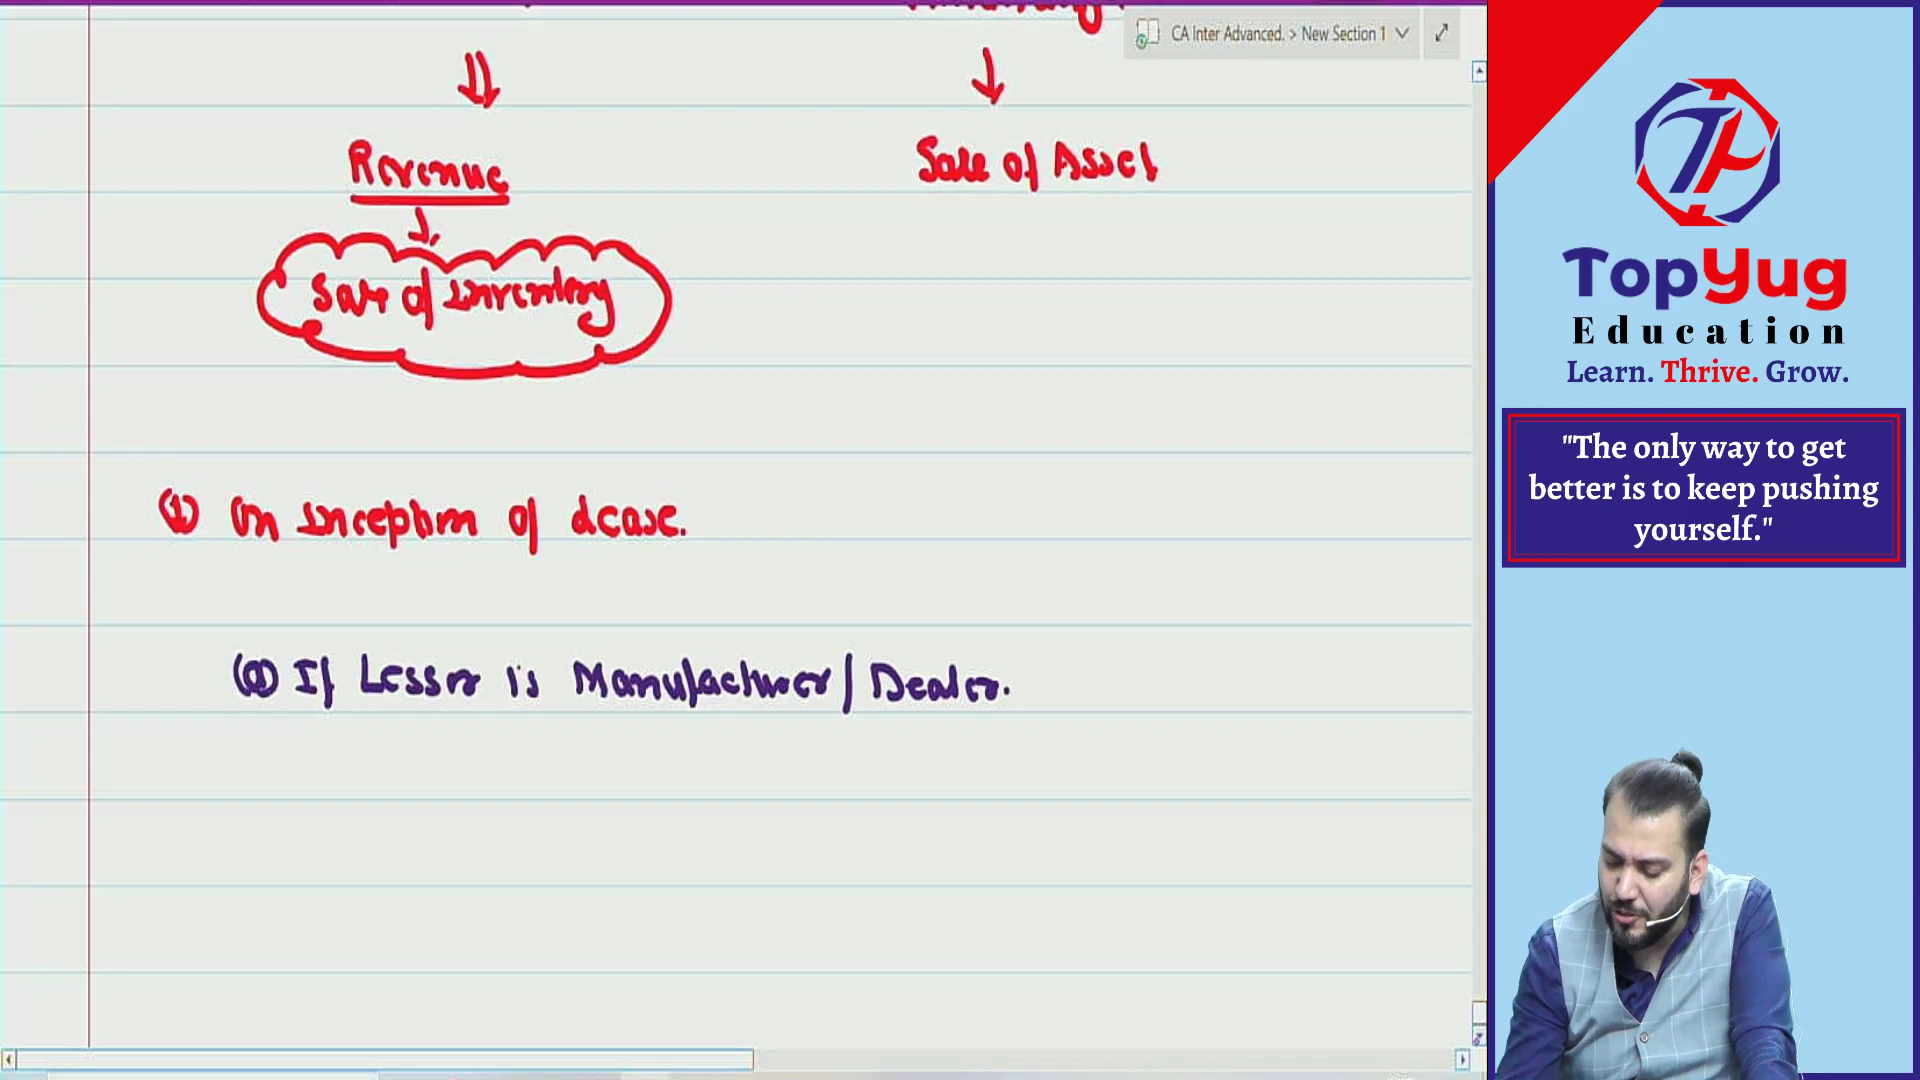 CA Inter Advanced. > New Section 1
Revenue
Sale of Asset
Sale of Inventory
(1) On Inception of Lease.
(a) If Lessor is Manufacturer/Dealer.
TopYug
Education
Learn. Thrive. Grow.
"The only way to get
better is to keep pushing
yourself."